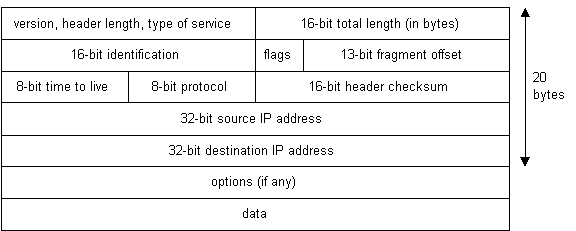 version, header length, type of service
16-bit total length (in bytes)
16-bit identification
flags
13-bit fragment offset
8-bit time to live
8-bit protocol
16-bit header checksum
20
bytes
32-bit source IP address
32-bit destination IP address
options (if any)
data